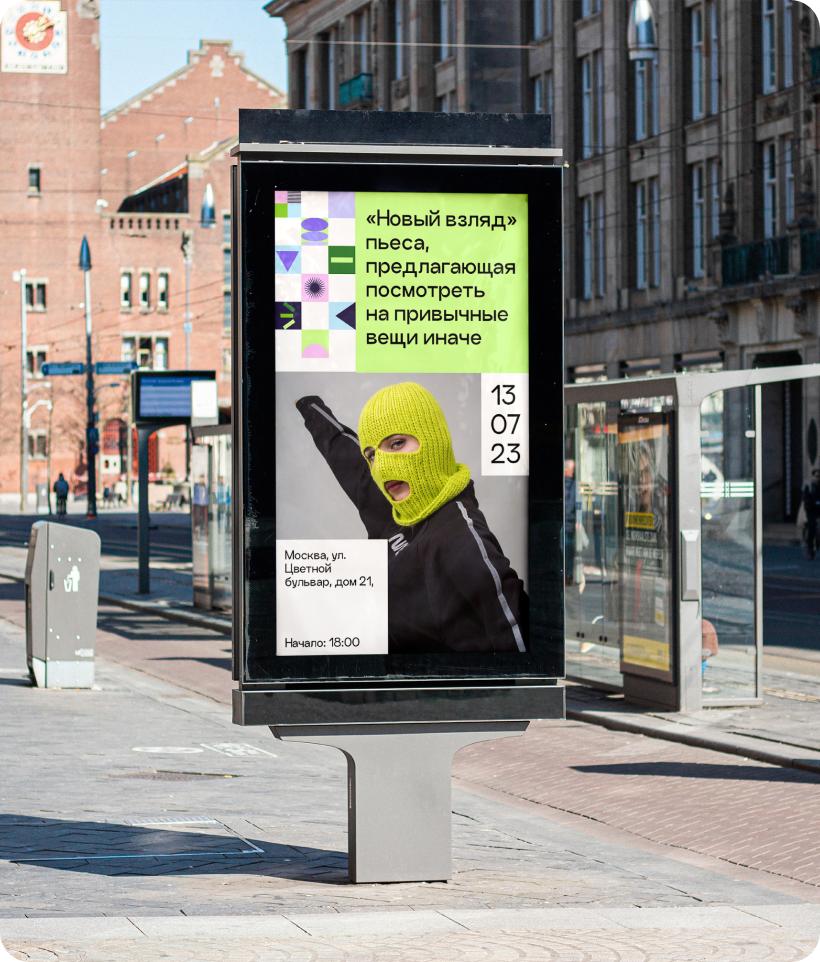 «Новый взгляд»
пьеса,
предлагающая
посмотреть
на привычные
вещи иначе
13
07
23
Москва, ул.
Цветной
бульвар, дом 21,
Начало: 18:00